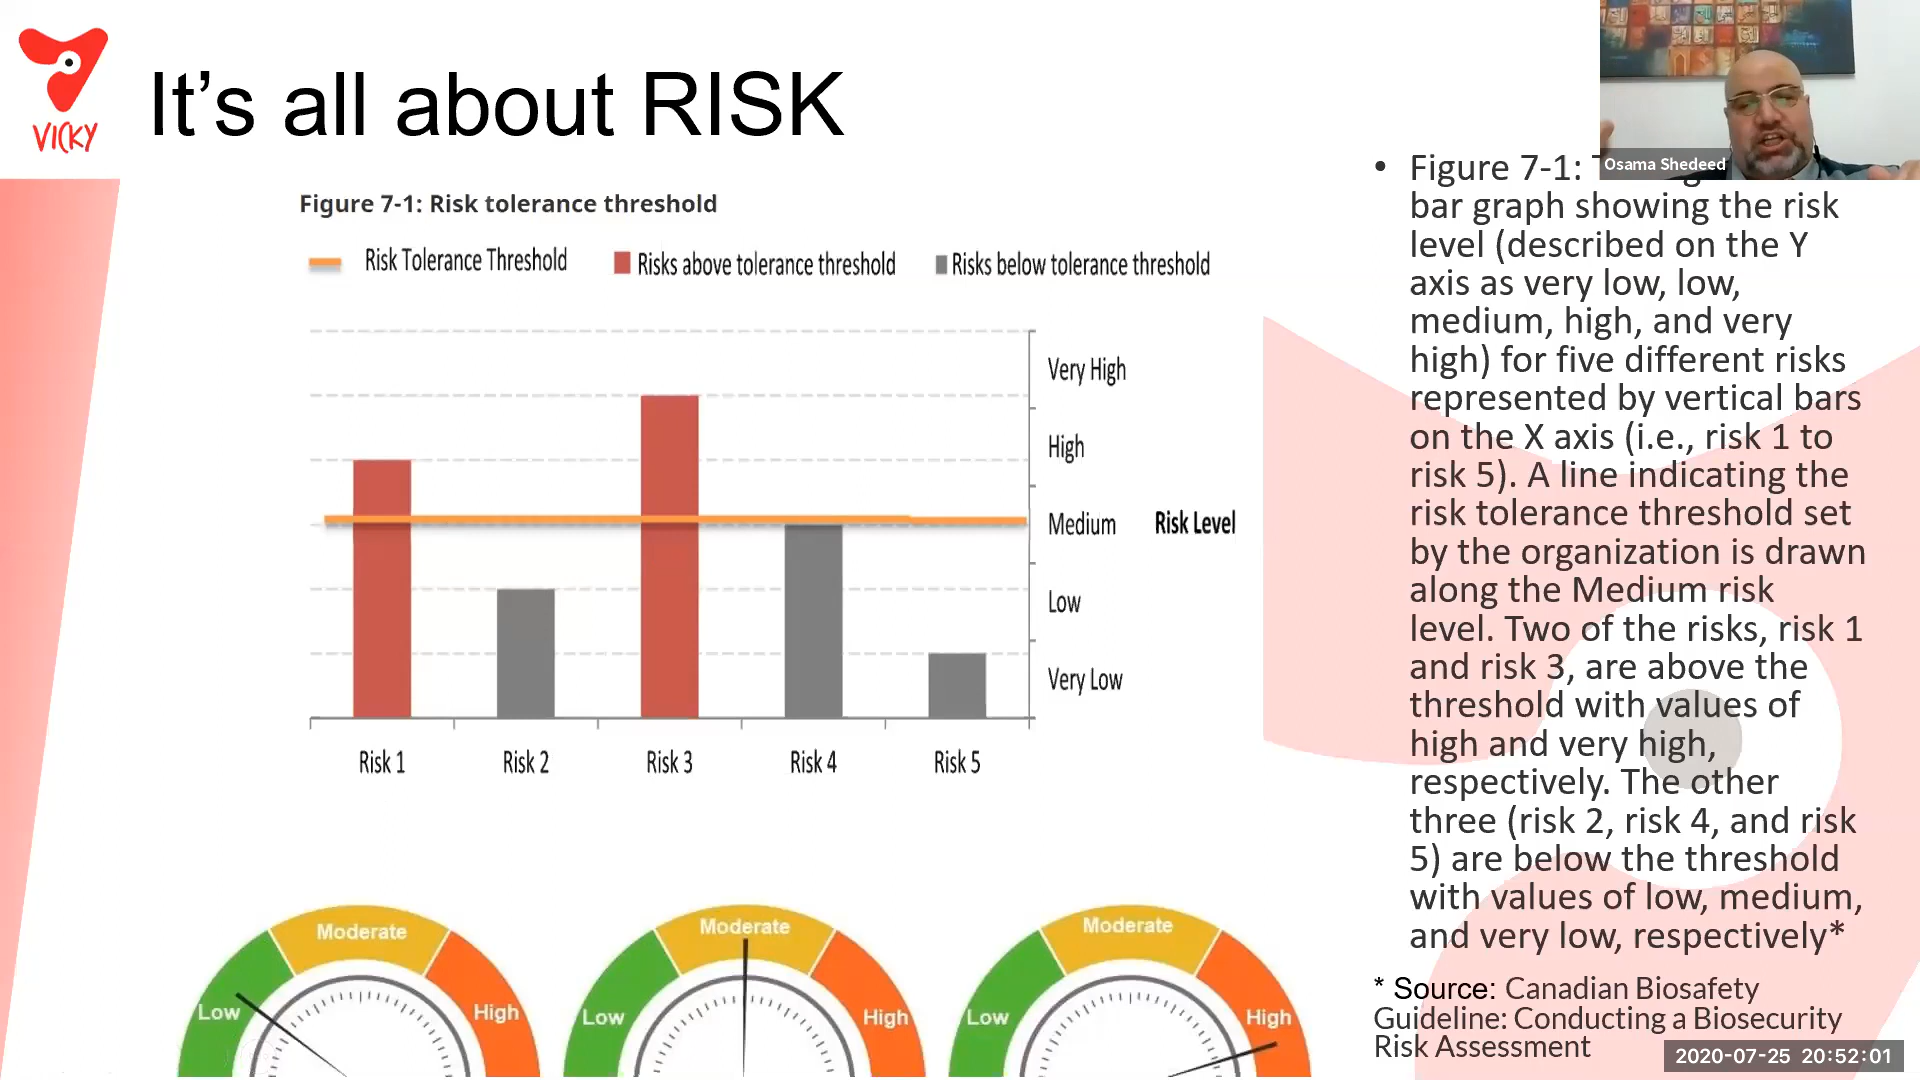 VICKY
It's all about RISK
Osama Shedeed
Figure 7-1: Risk tolerance threshold
Risk Tolerance Threshold
Risks above tolerance threshold
Risks below tolerance threshold
Very High
High
Medium
Risk Level
Low
Very Low
Risk 1
Risk 2
Risk 3
Risk 4
Risk 5
Moderate
Low
High
Moderate
Low
High
Moderate
Low
High
• Figure 7-1:
bar graph showing the risk
level (described on the Y
axis as very low, low,
medium, high, and very
high) for five different risks
represented by vertical bars
on the X axis (i.e., risk 1 to
risk 5). A line indicating the
risk tolerance threshold set
by the organization is drawn
along the Medium risk
level. Two of the risks, risk 1
and risk 3, are above the
threshold with values of
high and very high,
respectively. The other
three (risk 2, risk 4, and risk
5) are below the threshold
with values of low, medium,
and very low, respectively*
* Source: Canadian Biosafety
Guideline: Conducting a Biosecurity
Risk Assessment
2020-07-25 20:52:01